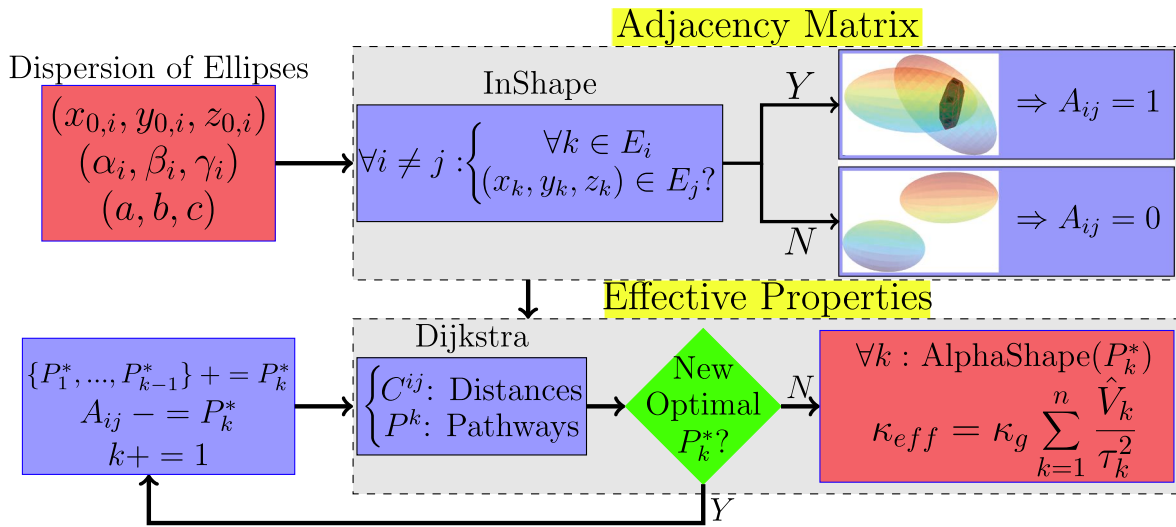 Adjacency Matrix
Dispersion of Ellipses
(x_{0,i}, y_{0,i}, z_{0,i})
(α_i, β_i, γ_i)
(a, b, c)
InShape
∀i ≠ j : { ∀k ∈ E_i
(x_k, y_k, z_k) ∈ E_j?
Y
⇒ A_{ij} = 1
N
⇒ A_{ij} = 0
Effective Properties
{P_1^*, ..., P_{k-1}^*} + = P_k^*
A_{ij} - = P_k^*
k+ = 1
Dijkstra
{ C^{ij}: Distances
P^k: Pathways
New
Optimal
P_k^*?
N
Y
∀k : AlphaShape(P_k^*)
κ_{eff} = κ_g \sum_{k=1}^{n} \frac{\hat{V}_k}{τ_k^2}